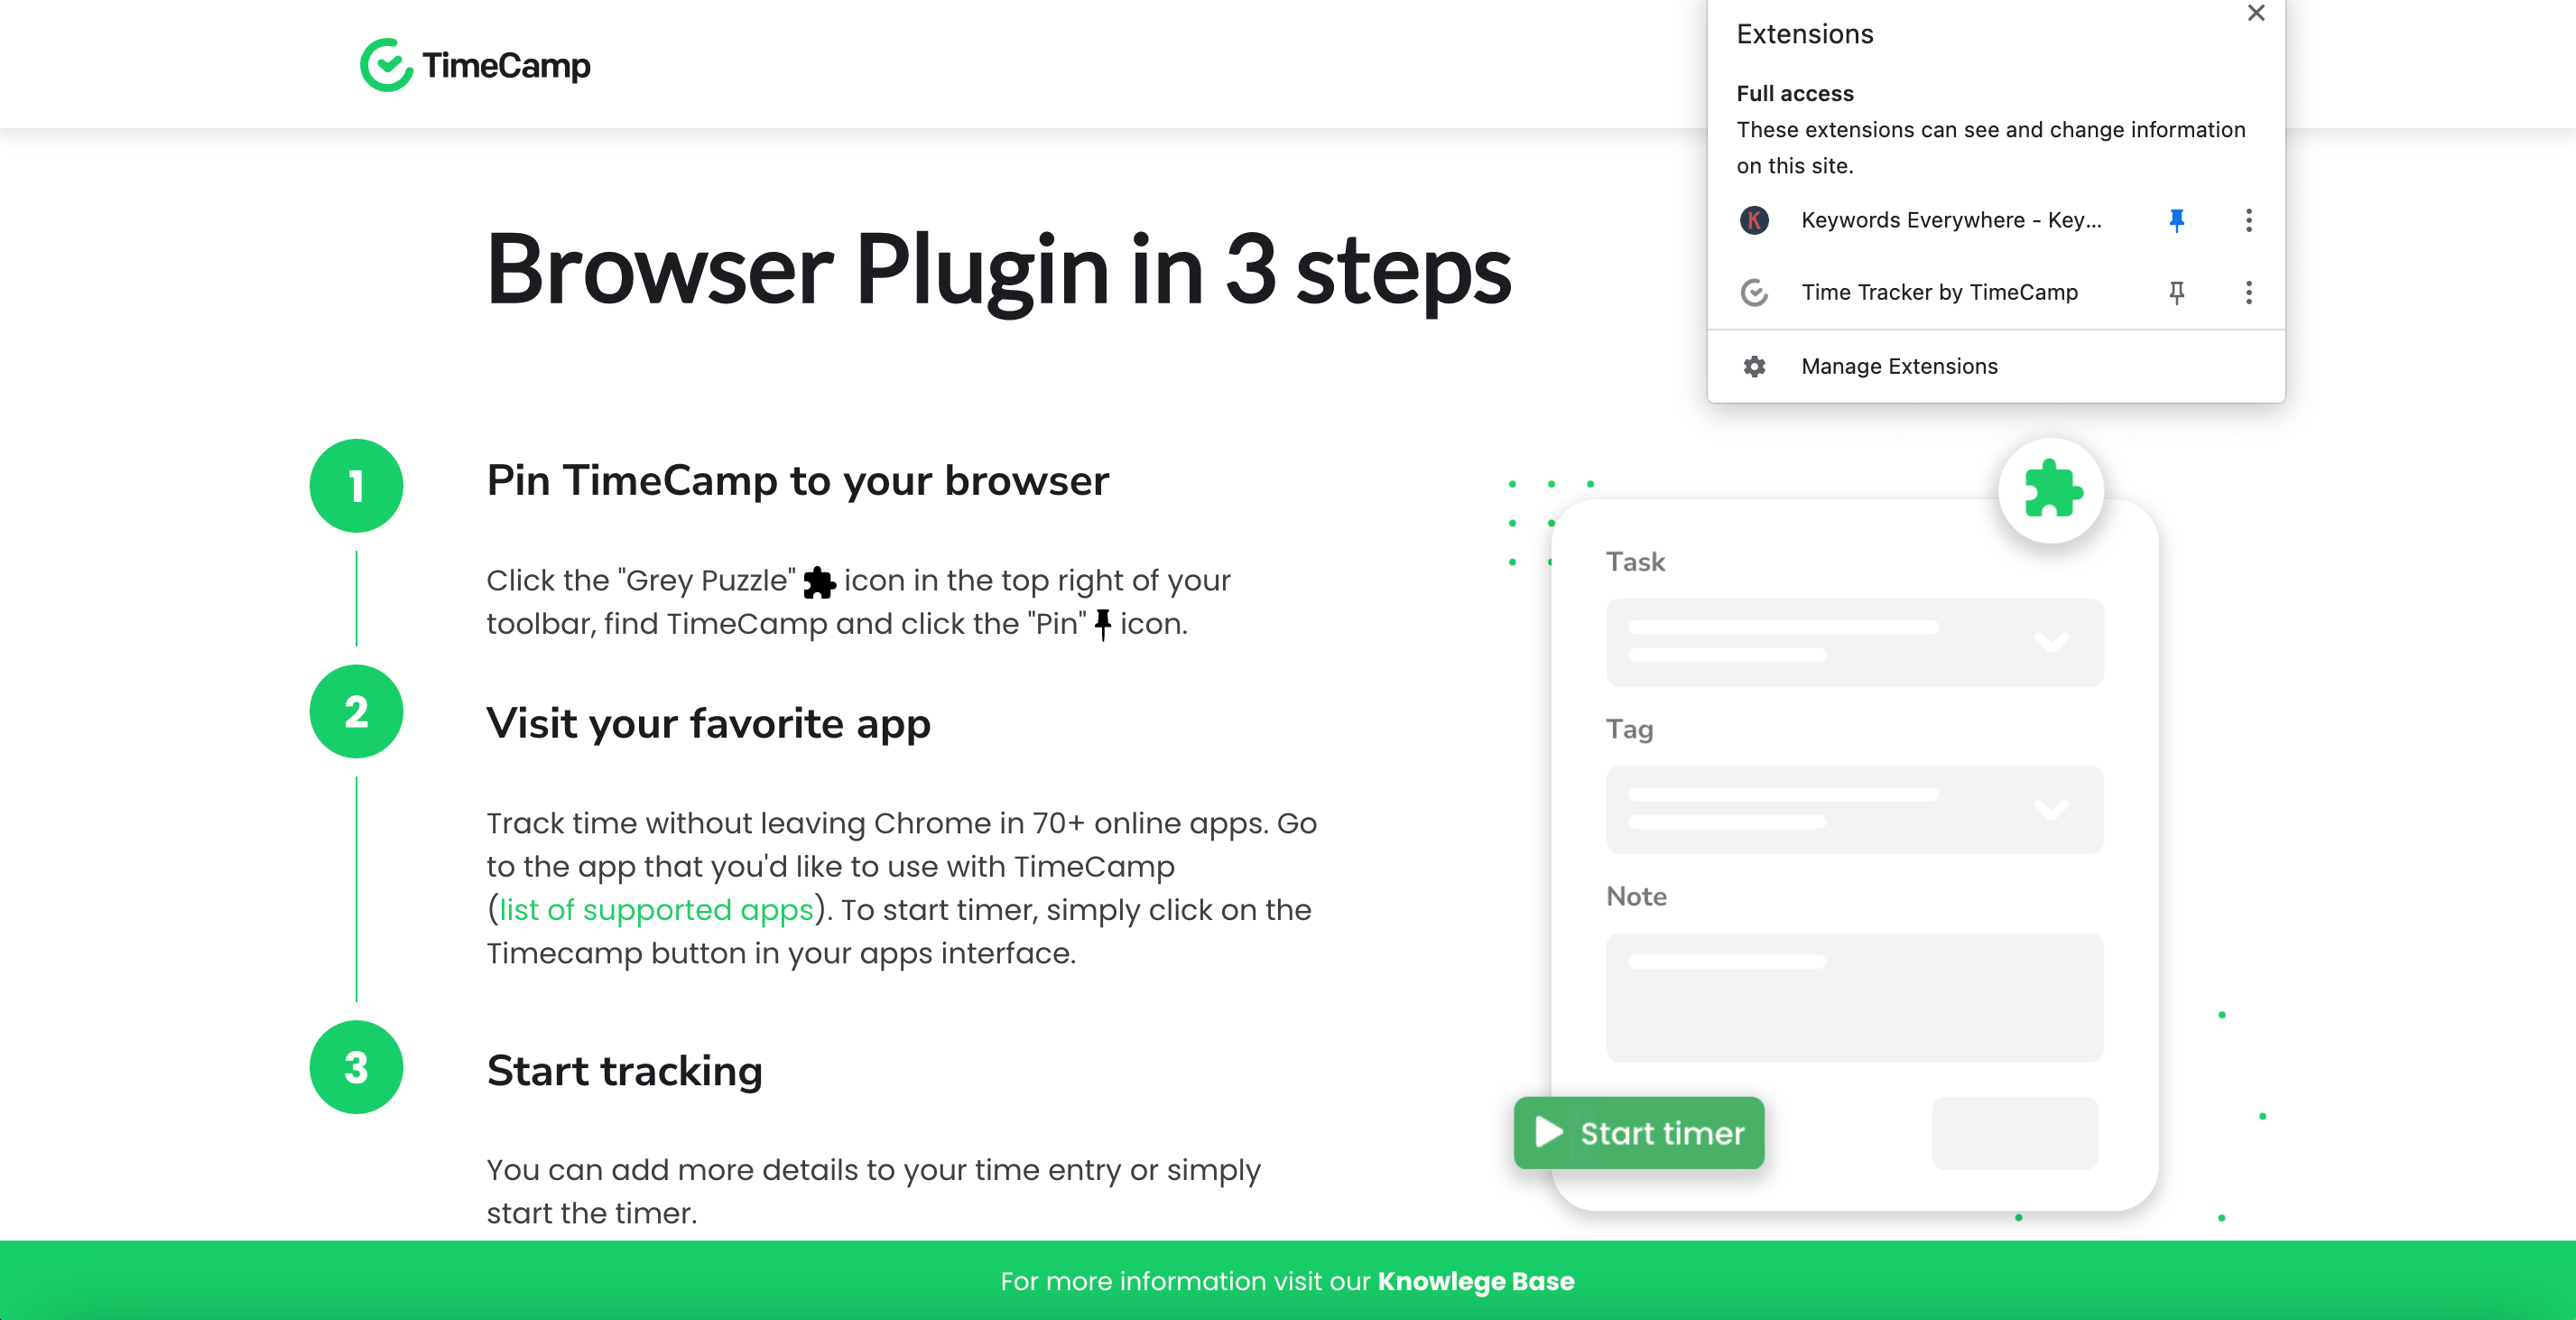 TimeCamp
Extensions
Full access
These extensions can see and change information
on this site.
Keywords Everywhere - Key...
Time Tracker by TimeCamp
Manage Extensions
Browser Plugin in 3 steps
1
Pin TimeCamp to your browser
Click the "Grey Puzzle" icon in the top right of your
toolbar, find TimeCamp and click the "Pin" icon.
2
Visit your favorite app
Track time without leaving Chrome in 70+ online apps. Go
to the app that you'd like to use with TimeCamp
(list of supported apps). To start timer, simply click on the
Timecamp button in your apps interface.
3
Start tracking
You can add more details to your time entry or simply
start the timer.
Task
Tag
Note
Start timer
For more information visit our Knowlege Base